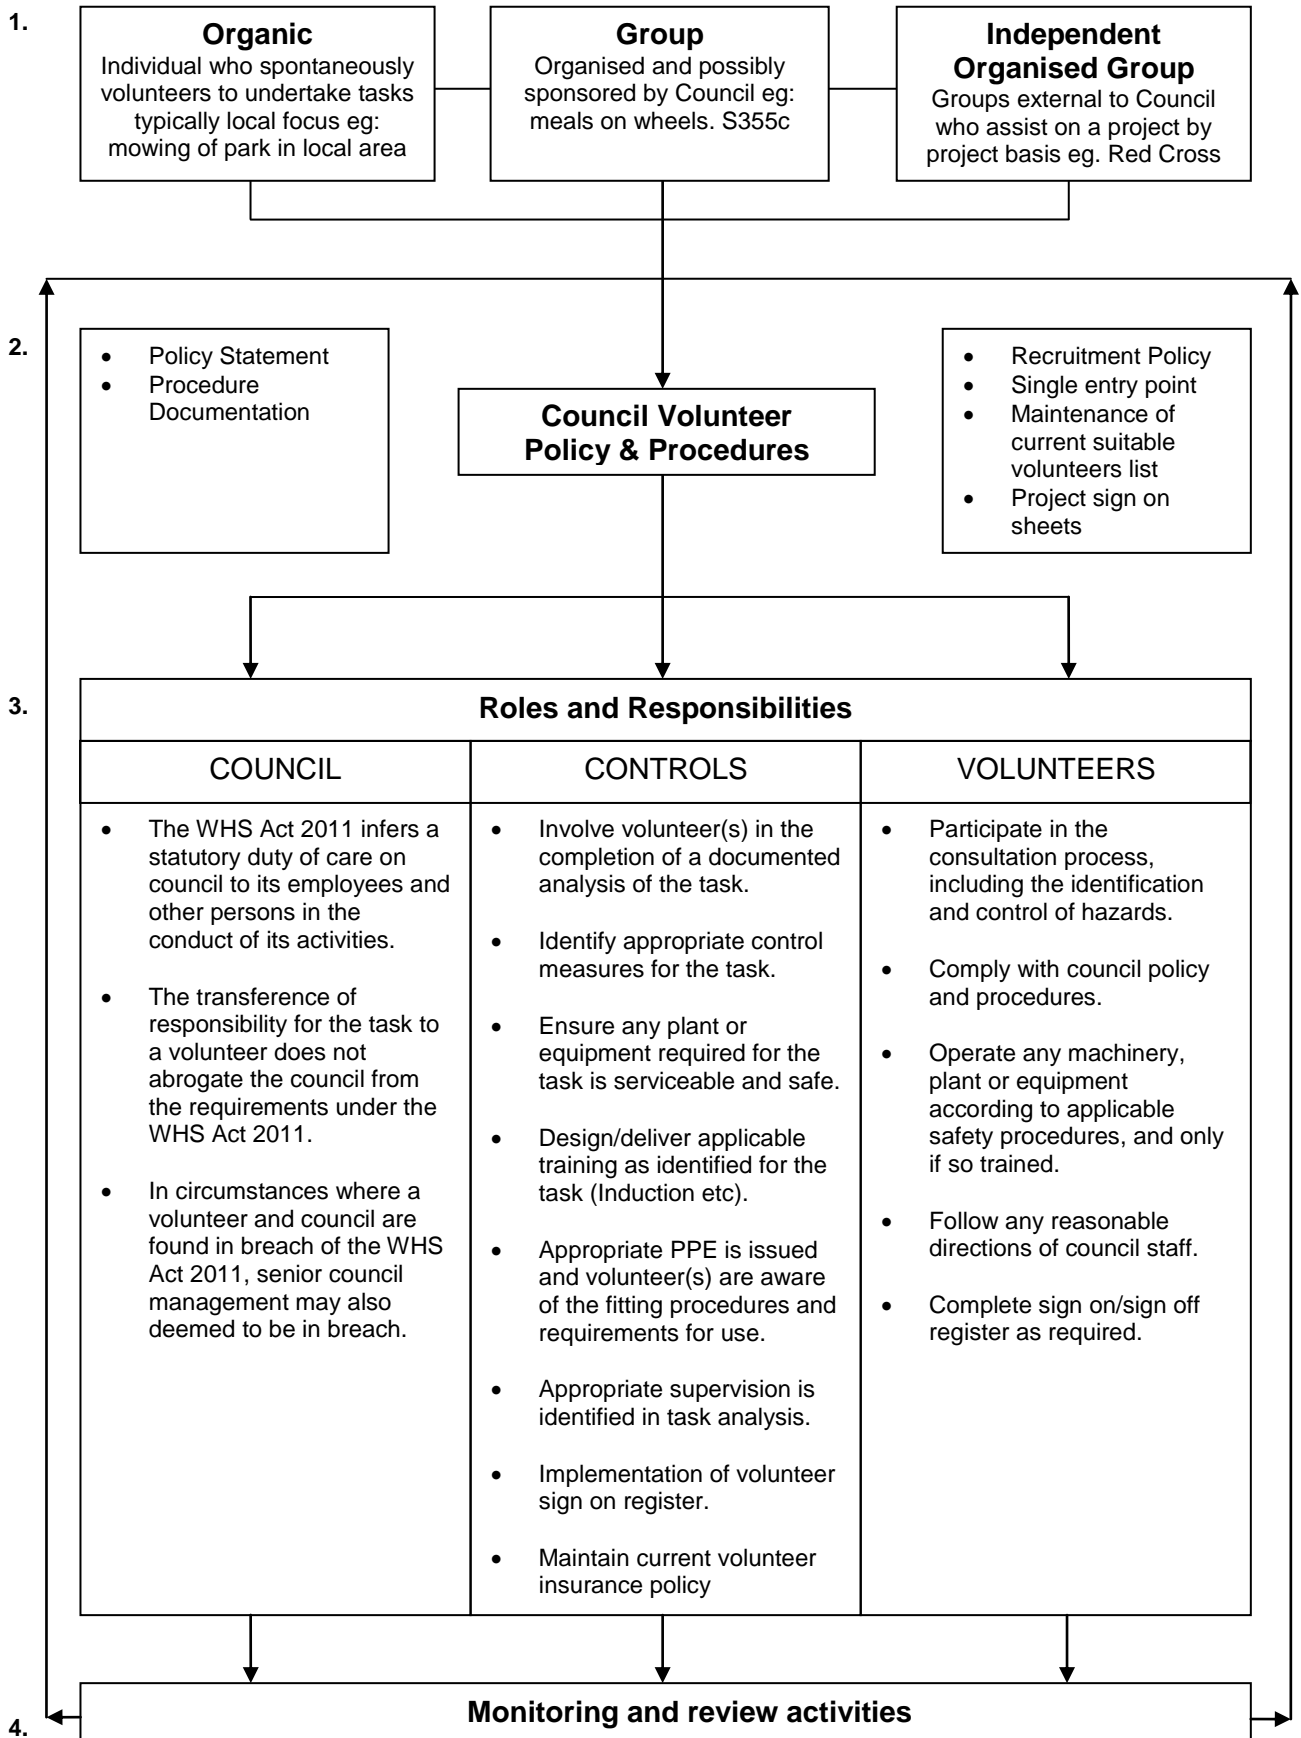 1.
Organic
Individual who spontaneously
volunteers to undertake tasks
typically local focus eg:
mowing of park in local area
Group
Organised and possibly
sponsored by Council eg:
meals on wheels. S355c
Independent
Organised Group
Groups external to Council
who assist on a project by
project basis eg. Red Cross
2.
• Policy Statement
• Procedure
Documentation
Council Volunteer
Policy & Procedures
• Recruitment Policy
• Single entry point
• Maintenance of
current suitable
volunteers list
• Project sign on
sheets
3.
Roles and Responsibilities
COUNCIL
• The WHS Act 2011 infers a
statutory duty of care on
council to its employees and
other persons in the
conduct of its activities.
• The transference of
responsibility for the task to
a volunteer does not
abrogate the council from
the requirements under the
WHS Act 2011.
• In circumstances where a
volunteer and council are
found in breach of the WHS
Act 2011, senior council
management may also
deemed to be in breach.
CONTROLS
• Involve volunteer(s) in the
completion of a documented
analysis of the task.
• Identify appropriate control
measures for the task.
• Ensure any plant or
equipment required for the
task is serviceable and safe.
• Design/deliver applicable
training as identified for the
task (Induction etc).
• Appropriate PPE is issued
and volunteer(s) are aware
of the fitting procedures and
requirements for use.
• Appropriate supervision is
identified in task analysis.
• Implementation of volunteer
sign on register.
• Maintain current volunteer
insurance policy
VOLUNTEERS
• Participate in the
consultation process,
including the identification
and control of hazards.
• Comply with council policy
and procedures.
• Operate any machinery,
plant or equipment
according to applicable
safety procedures, and only
if so trained.
• Follow any reasonable
directions of council staff.
• Complete sign on/sign off
register as required.
4.
Monitoring and review activities